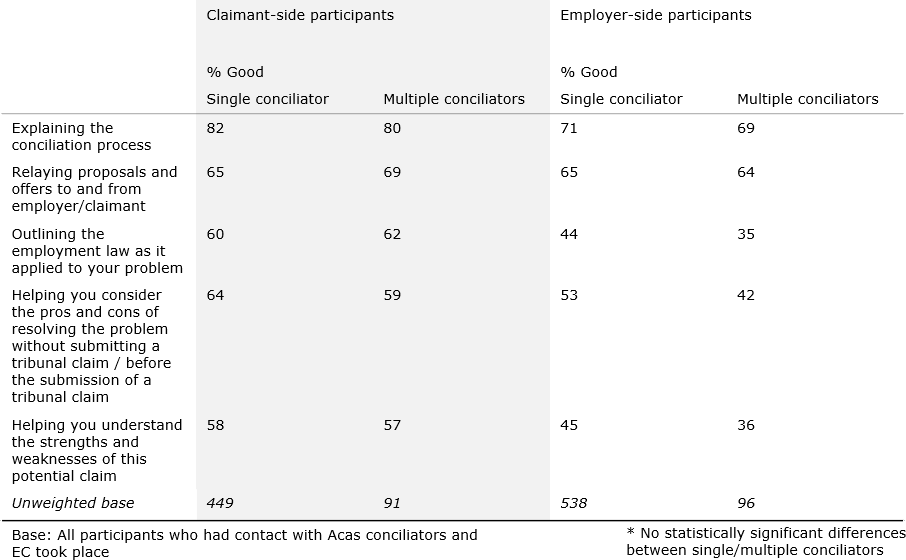 Claimant-side participants Employer-side participants
% Good % Good
Single conciliator Multiple conciliators Single conciliator Multiple conciliators
Explaining the 82 80 71 69
conciliation process
Relaying proposals and 65 69 65 64
offers to and from
employer/claimant
Outlining the 60 62 44 35
employment law as it
applied to your problem
Helping you consider 64 59 53 42
the pros and cons of
resolving the problem
without submitting a
tribunal claim / before
the submission of a
tribunal claim
Helping you understand 58 57 45 36
the strengths and
weaknesses of this
potential claim
Unweighted base 449 91 538 96
Base: All participants who had contact with Acas conciliators and
EC took place
* No statistically significant differences
between single/multiple conciliators